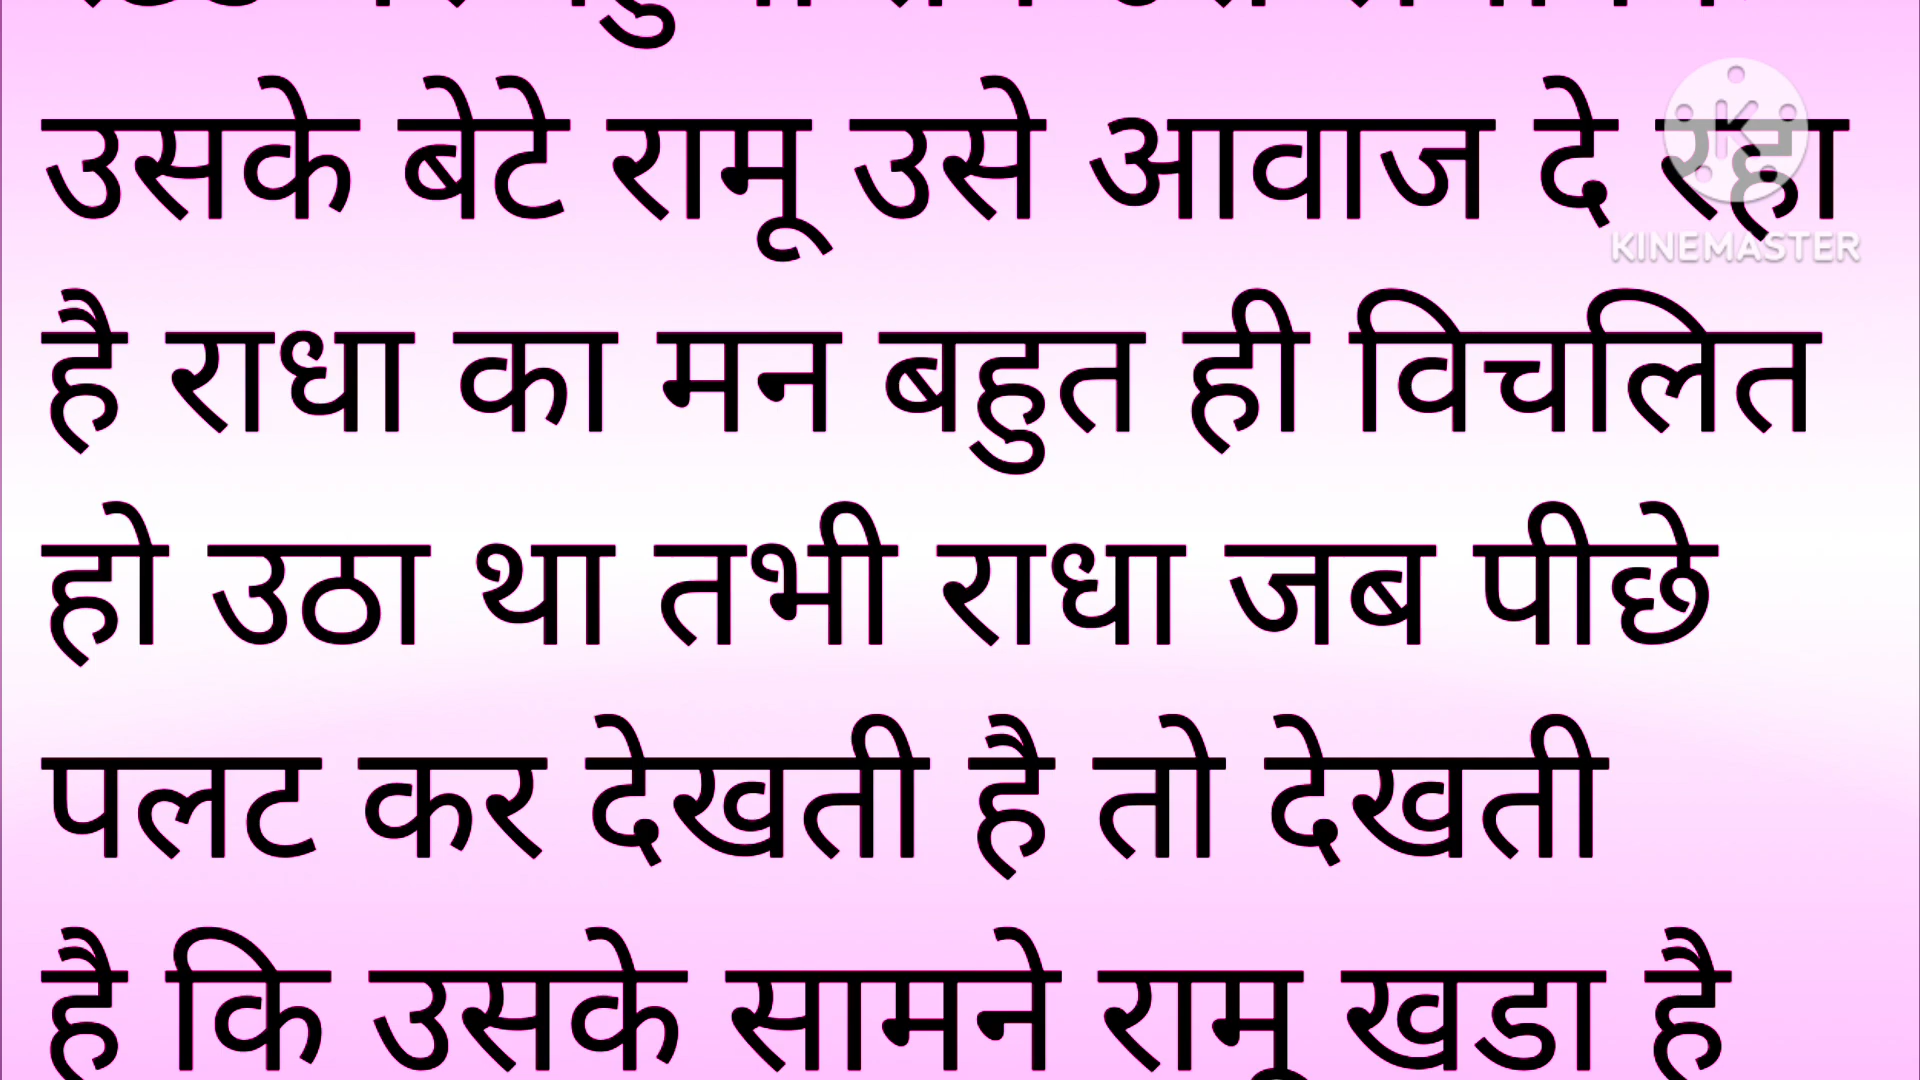 उसके बेटे रामू उसे आवाज दे रहा
KINEMASTER
है राधा का मन बहुत ही विचलित
हो उठा था तभी राधा जब पीछे
पलट कर देखती है तो देखती
है कि उसके सामने रामू खडा है